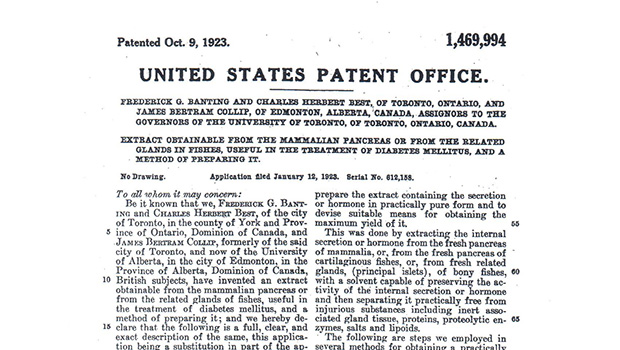 Patented Oct. 9, 1923.
1,469,994
UNITED STATES PATENT OFFICE.
FREDERICK G. BANTING AND CHARLES HERBERT BEST, OF TORONTO, ONTARIO, AND
JAMES BERTRAM COLLIP, OF EDMONTON, ALBERTA, CANADA, ASSIGNORS TO THE
GOVERNORS OF THE UNIVERSITY OF TORONTO, OF TORONTO, ONTARIO, CANADA.
EXTRACT OBTAINABLE FROM THE MAMMALIAN PANCREAS OR FROM THE RELATED
GLANDS IN FISHES, USEFUL IN THE TREATMENT OF DIABETES MELLITUS, AND A
METHOD OF PREPARING IT.
No Drawing. Application filed January 12, 1923. Serial No. 612,158.
To all whom it may concern:
Be it known that we, FREDERICK G. BANT-
ING and CHARLES HERBERT BEST, of the city
of Toronto, in the county of York and Prov-
5 ince of Ontario, Dominion of Canada, and
JAMES BERTRAM COLLIP, formerly of the said
city of Toronto, and now of the University
of Alberta, in the city of Edmonton, in the
Province of Alberta, Dominion of Canada,
10 British subjects, have invented an extract
obtainable from the mammalian pancreas or
from the related glands of fishes, useful in
the treatment of diabetes mellitus, and a
method of preparing it; and we hereby de-
15 clare that the following is a full, clear, and
exact description of the same, this applica-
tion being a substitution in part of the ap-
prepare the extract containing the secretion
or hormone in practically pure form and to
devise suitable means for obtaining the
maximum yield of it. 55
This was done by extracting the internal
secretion or hormone from the fresh pancreas
of mammalia, or, from the fresh pancreas of
cartilaginous fishes, or, from fresh related
glands, (principal islets), of bony fishes, 60
with a solvent capable of preserving the ac-
tivity of the internal secretion or hormone
and then separating it practically free from
injurious substances including inert asso-
ciated gland tissue, proteins, proteolytic en- 65
zymes, salts and lipoids.
The following are steps we employed in
several methods for obtaining a practically